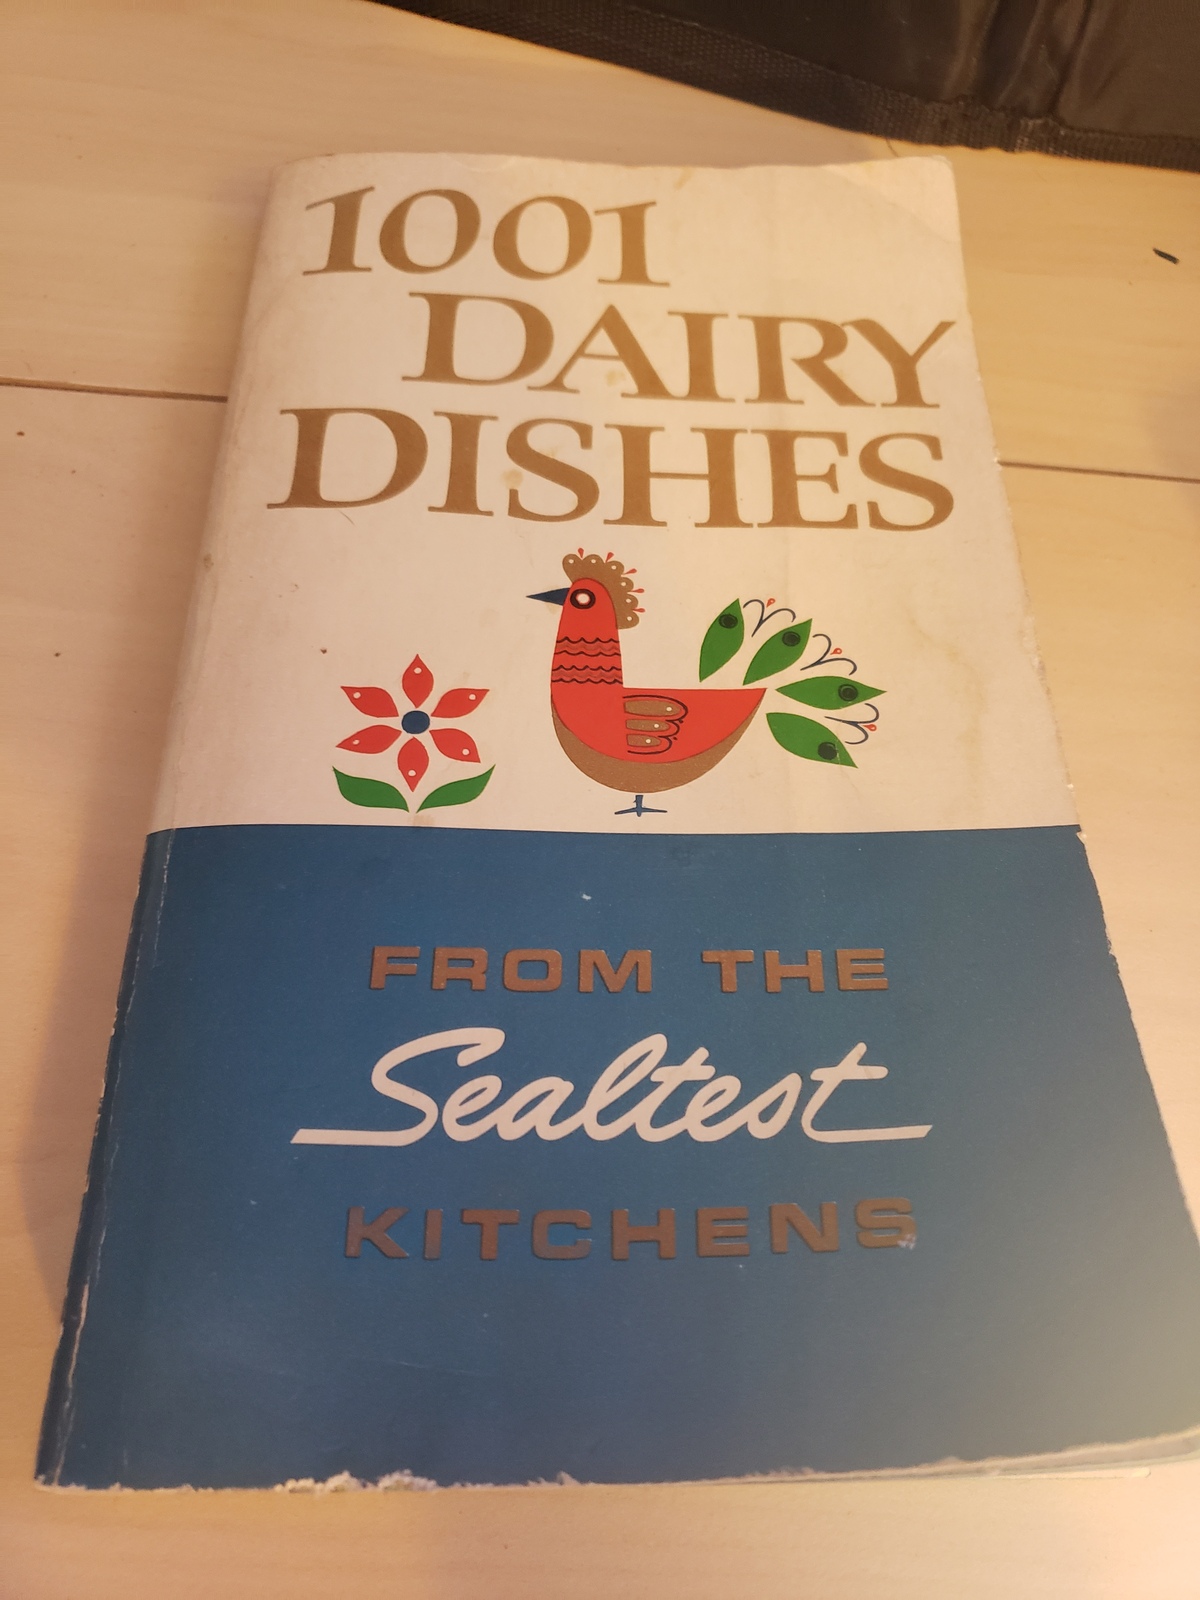 1001
DAIRY
DISHES
FROM THE
Sealtest
KITCHENS